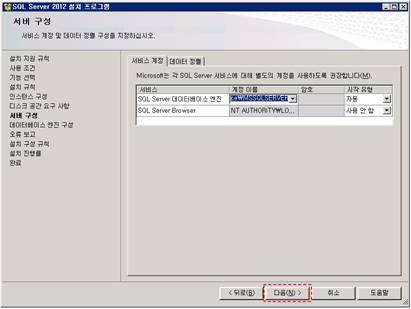 SQL Server 2012 설치 프로그램
서버 구성
서비스 계정 및 데이터 정렬 구성을 지정하십시오.
설치 지원 규칙
사용 조건
기능 선택
설치 규칙
인스턴스 구성
디스크 공간 요구 사항
서버 구성
데이터베이스 엔진 구성
오류 보고
설치 구성 규칙
설치 진행률
완료
서비스 계정 데이터 정렬
Microsoft는 각 SQL Server 서비스에 대해 별도의 계정을 사용하도록 권장합니다(M).
서비스 계정 이름 암호 시작 유형
SQL Server 데이터베이스 엔진 ce₩MSSQLSERVER 자동
SQL Server Browser NT AUTHORITY₩LO... 사용 안 함
< 뒤로(B) 다음(N) > 취소 도움말